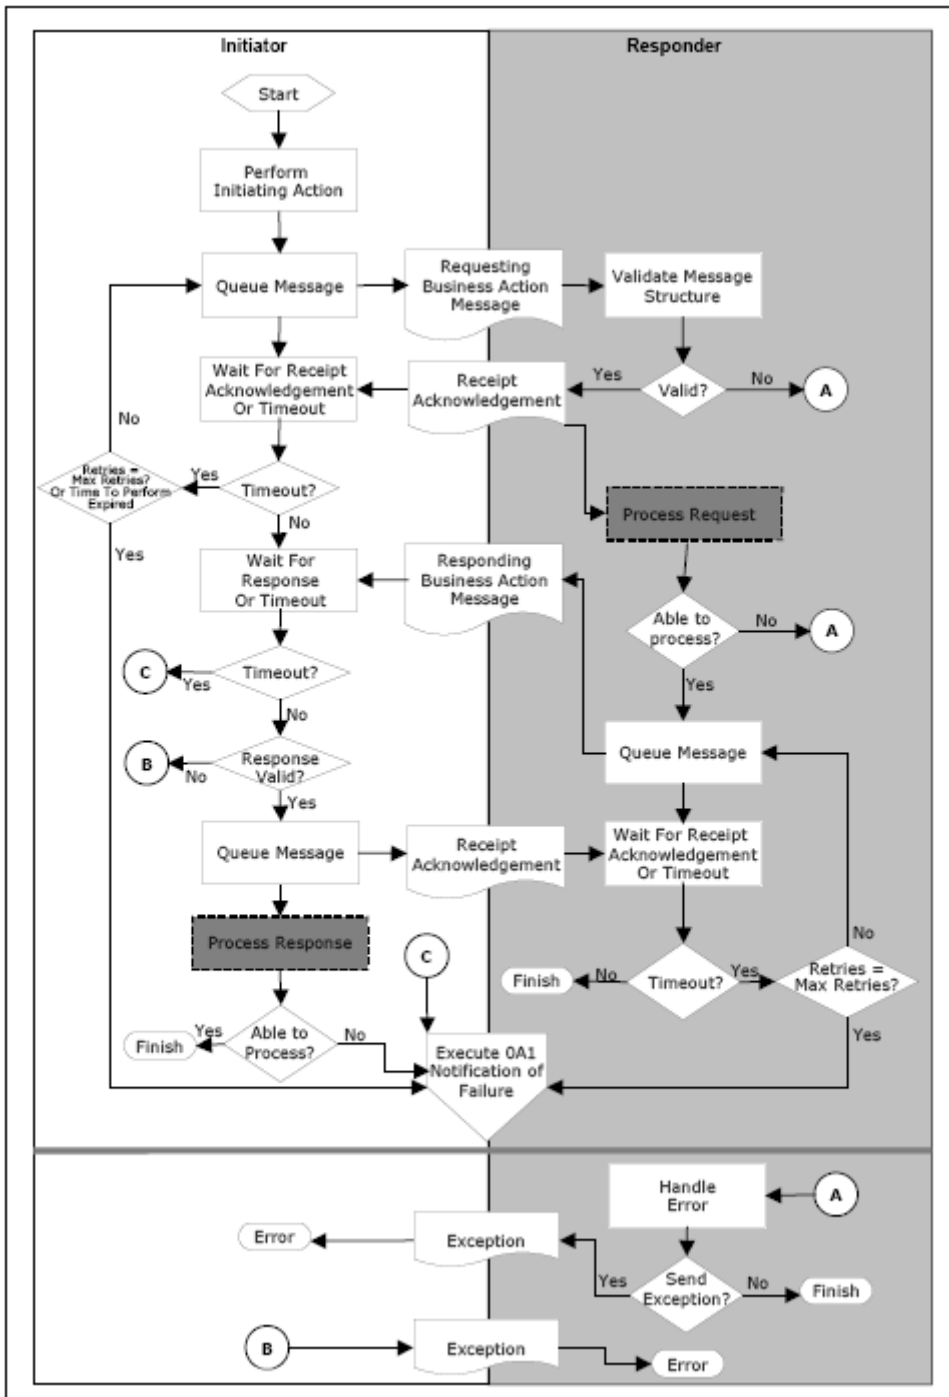 Initiator
Responder
Start
Perform
Initiating Action
Queue Message
Requesting
Business Action
Message
Validate Message
Structure
Wait For Receipt
Acknowledgement
Or Timeout
Receipt
Acknowledgement
Yes
Valid?
No
A
No
Retries =
Max Retries?
Or Time To Perform
Expired
Yes
Timeout?
Process Request
No
Yes
Wait For
Response
Or Timeout
Responding
Business Action
Message
Able to
process?
No
A
C
Yes
Timeout?
Yes
No
B
No
Response
Valid?
Queue Message
Yes
Queue Message
Receipt
Acknowledgement
Wait For Receipt
Acknowledgement
Or Timeout
Process Response
C
No
Finish
No
Timeout?
Yes
Retries =
Max Retries?
Finish
Yes
Able to
Process?
No
Execute 0A1
Notification of
Failure
Yes
Handle
Error
A
Error
Exception
Yes
Send
Exception?
No
Finish
B
Exception
Error